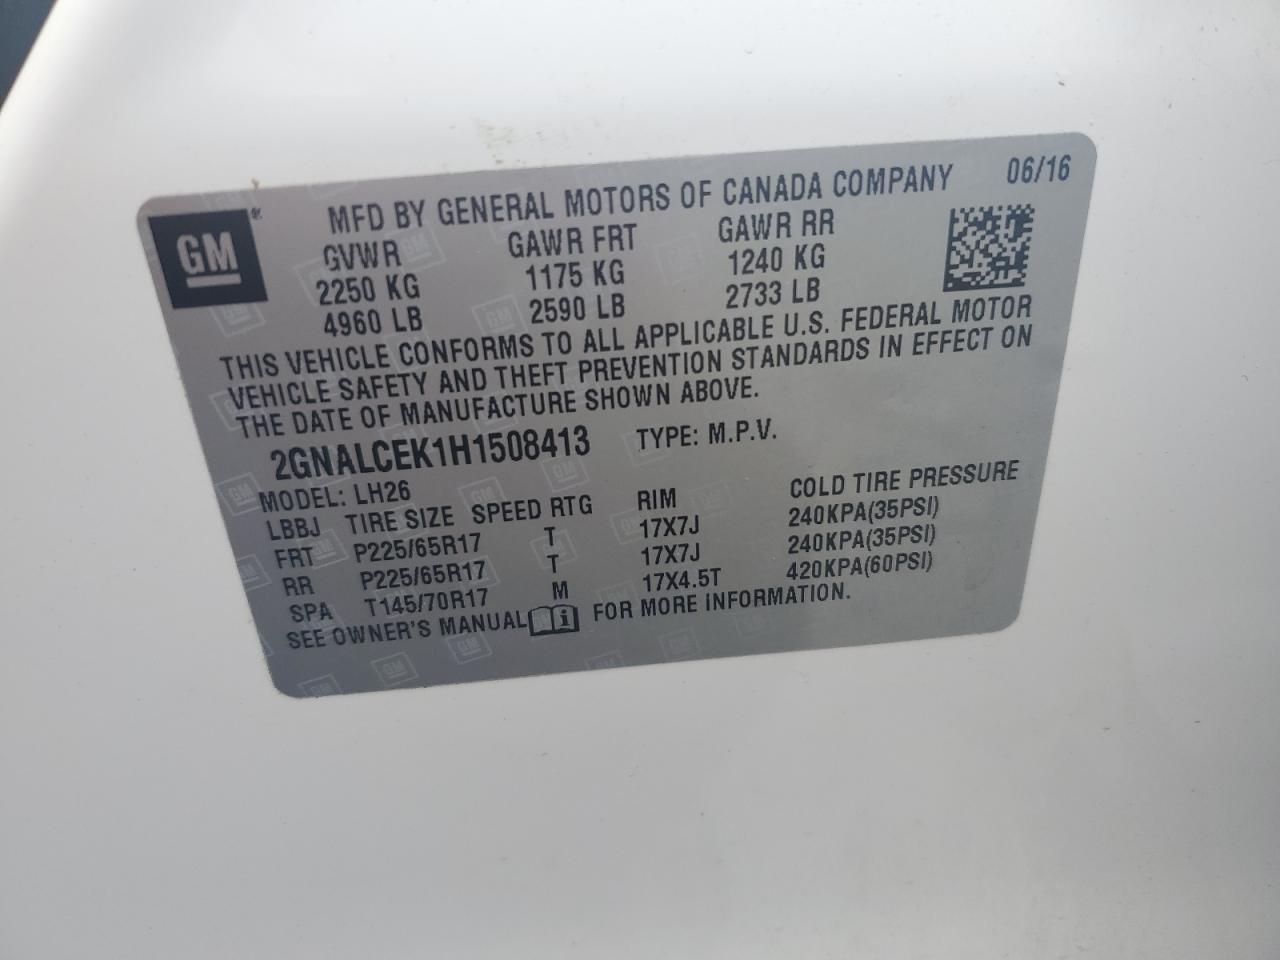 GM
MFD BY GENERAL MOTORS OF CANADA COMPANY 06/16
GVWR GAWR FRT GAWR RR
2250 KG 1175 KG 1240 KG
4960 LB 2590 LB 2733 LB
THIS VEHICLE CONFORMS TO ALL APPLICABLE U.S. FEDERAL MOTOR
VEHICLE SAFETY AND THEFT PREVENTION STANDARDS IN EFFECT ON
THE DATE OF MANUFACTURE SHOWN ABOVE.
2GNALCEK1H1508413 TYPE: M.P.V.
MODEL: LH26
LBBJ TIRE SIZE SPEED RTG RIM COLD TIRE PRESSURE
FRT P225/65R17 T 17X7J 240KPA(35PSI)
RR P225/65R17 T 17X7J 240KPA(35PSI)
SPA T145/70R17 M 17X4.5T 420KPA(60PSI)
SEE OWNER'S MANUAL i FOR MORE INFORMATION.